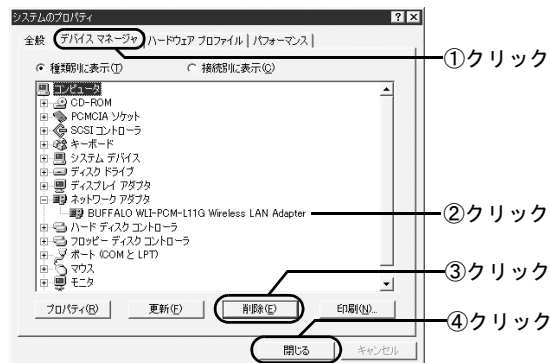 システムのプロパティ
全般 デバイス マネージャ ハードウェア プロファイル パフォーマンス
①クリック
種類別に表示(T) 接続別に表示(C)
コンピュータ
CD-ROM
PCMCIA ソケット
SCSI コントローラ
キーボード
システム デバイス
ディスク ドライブ
ディスプレイ アダプタ
ネットワーク アダプタ
BUFFALO WLI-PCM-L11G Wireless LAN Adapter
②クリック
ハード ディスク コントローラ
フロッピー ディスク コントローラ
ポート (COM と LPT)
マウス
モニタ
③クリック
プロパティ(R) 更新(F) 削除(E) 印刷(N)...
④クリック
閉じる キャンセル